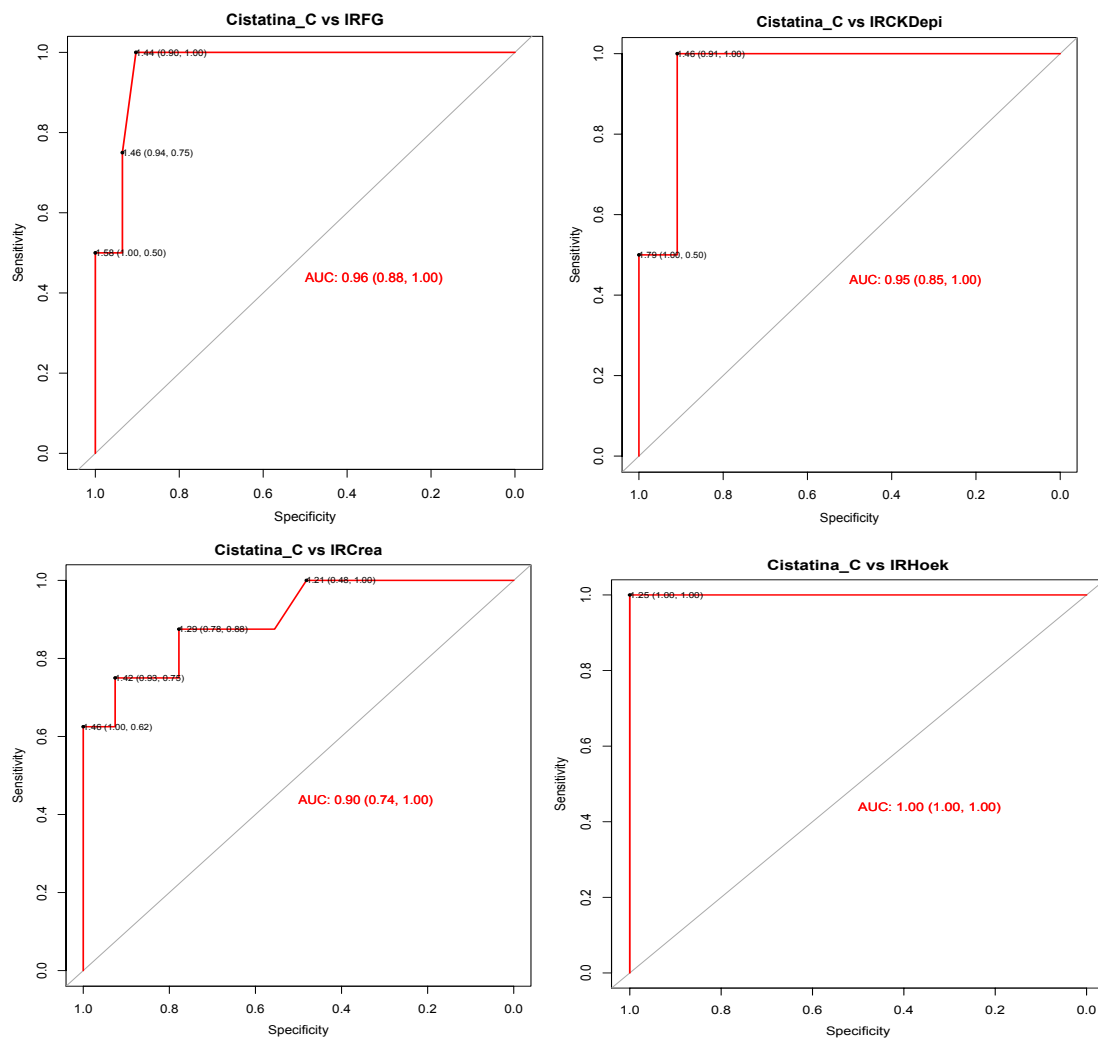 Cistatina_C vs IRFG
1.44 (0.90, 1.00)
1.46 (0.94, 0.75)
1.58 (1.00, 0.50)
AUC: 0.96 (0.88, 1.00)
Sensitivity
1.0
0.8
0.6
0.4
0.2
0.0
1.0 0.8 0.6 0.4 0.2 0.0
Specificity
Cistatina_C vs IRCKDepi
1.46 (0.91, 1.00)
1.79 (1.00, 0.50)
AUC: 0.95 (0.85, 1.00)
Sensitivity
1.0
0.8
0.6
0.4
0.2
0.0
1.0 0.8 0.6 0.4 0.2 0.0
Specificity
Cistatina_C vs IRCrea
1.21 (0.48, 1.00)
1.29 (0.78, 0.88)
1.42 (0.93, 0.75)
1.46 (1.00, 0.62)
AUC: 0.90 (0.74, 1.00)
Sensitivity
1.0
0.8
0.6
0.4
0.2
0.0
1.0 0.8 0.6 0.4 0.2 0.0
Specificity
Cistatina_C vs IRHoek
1.25 (1.00, 1.00)
AUC: 1.00 (1.00, 1.00)
Sensitivity
1.0
0.8
0.6
0.4
0.2
0.0
1.0 0.8 0.6 0.4 0.2 0.0
Specificity